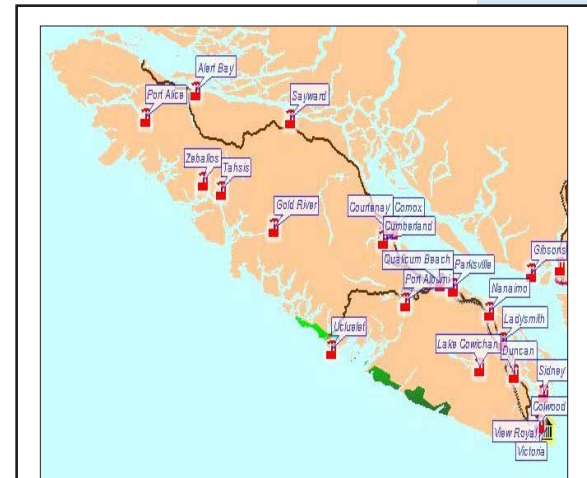 Alert Bay
Port Alice
Sayward
Zeballos
Tahsis
Gold River
Courtenay
Comox
Cumberland
Qualicum Beach
Parksville
Gibsons
Port Alberni
Nanaimo
Ucluelet
Ladysmith
Lake Cowichan
Duncan
Sidney
Colwood
View Royal
Victoria